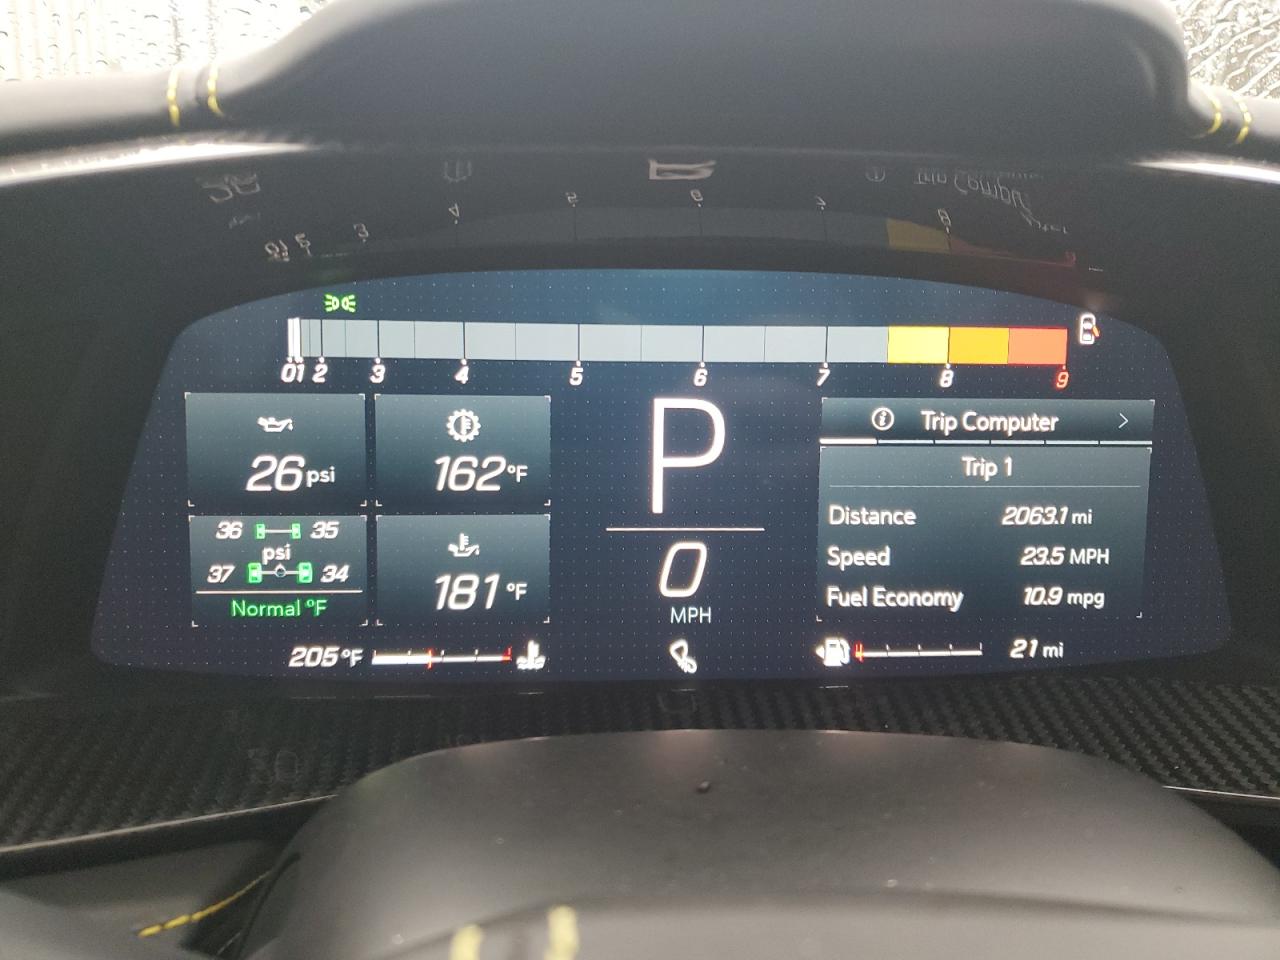 01 2 3 4 5 6 7 8 9
26 psi
162 °F
P
Trip Computer
Trip 1
36 35
psi
37 34
Normal °F
181 °F
0
MPH
Distance 2063.1 mi
Speed 23.5 MPH
Fuel Economy 10.9 mpg
205 °F
21 mi